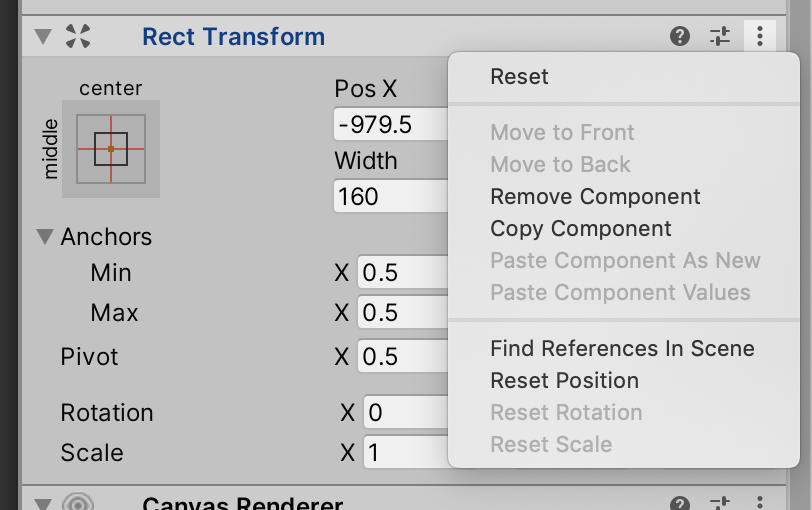 Rect Transform
center
middle
Pos X
-979.5
Width
160
Anchors
Min
X 0.5
Max
X 0.5
Pivot
X 0.5
Rotation
X 0
Scale
X 1
Reset
Move to Front
Move to Back
Remove Component
Copy Component
Paste Component As New
Paste Component Values
Find References In Scene
Reset Position
Reset Rotation
Reset Scale
Canvas Renderer